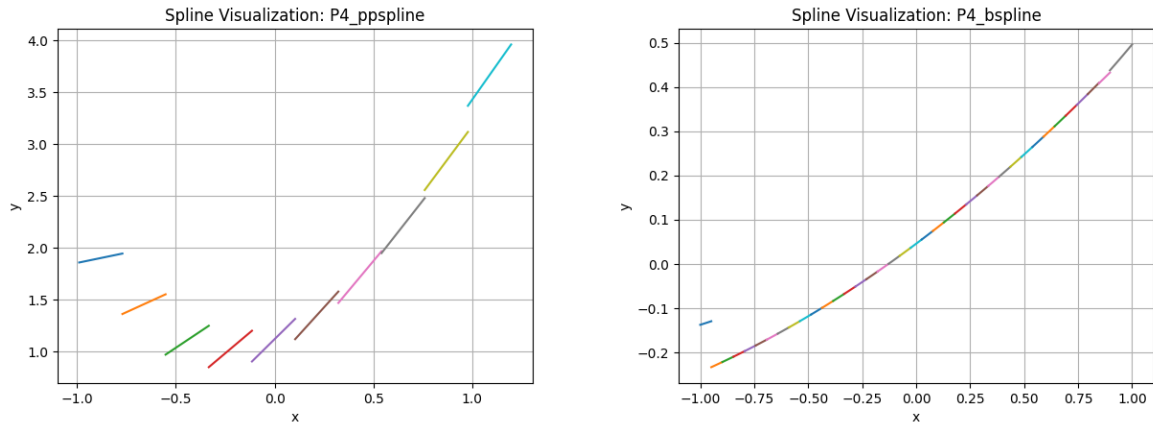 Spline Visualization: P4_ppspline
4.0
3.5
3.0
2.5
2.0
1.5
1.0
y
−1.0 −0.5 0.0 0.5 1.0
x
Spline Visualization: P4_bspline
0.5
0.4
0.3
0.2
0.1
0.0
−0.1
−0.2
y
−1.00 −0.75 −0.50 −0.25 0.00 0.25 0.50 0.75 1.00
x